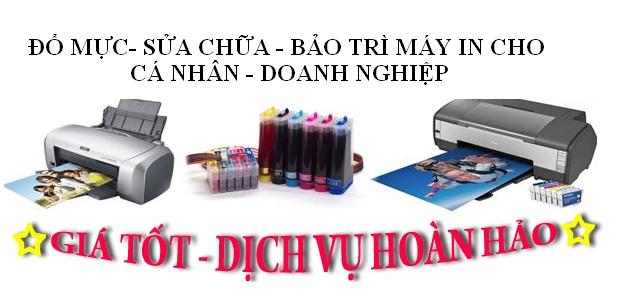 ĐỔ MỰC- SỬA CHỮA - BẢO TRÌ MÁY IN CHO
CÁ NHÂN - DOANH NGHIỆP
GIÁ TỐT - DỊCH VỤ HOÀN HẢO